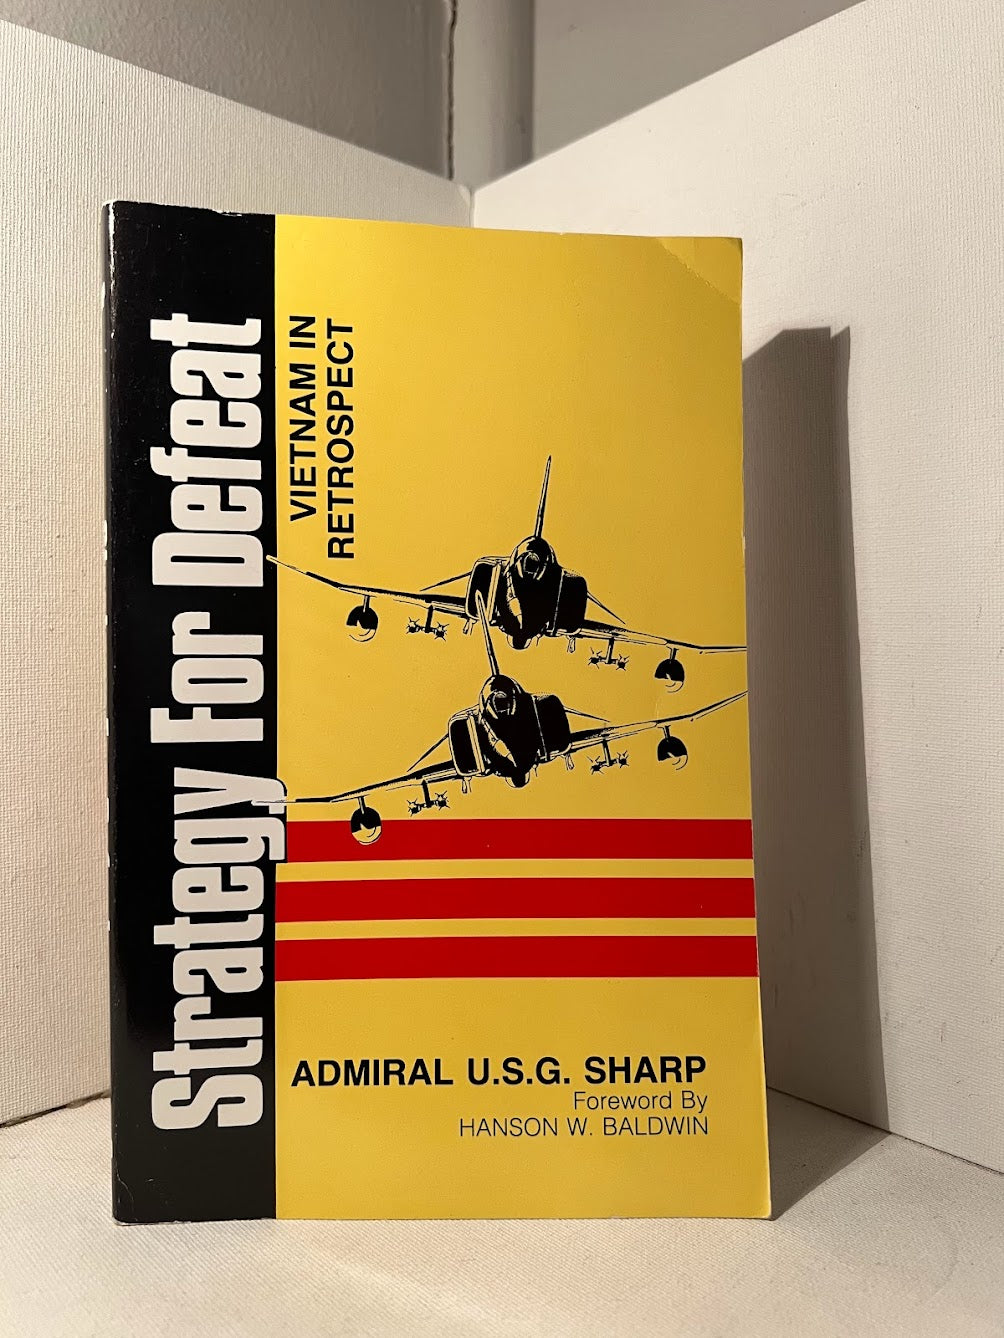 Strategy For Defeat
VIETNAM IN
RETROSPECT
ADMIRAL U.S.G. SHARP
Foreword By
HANSON W. BALDWIN